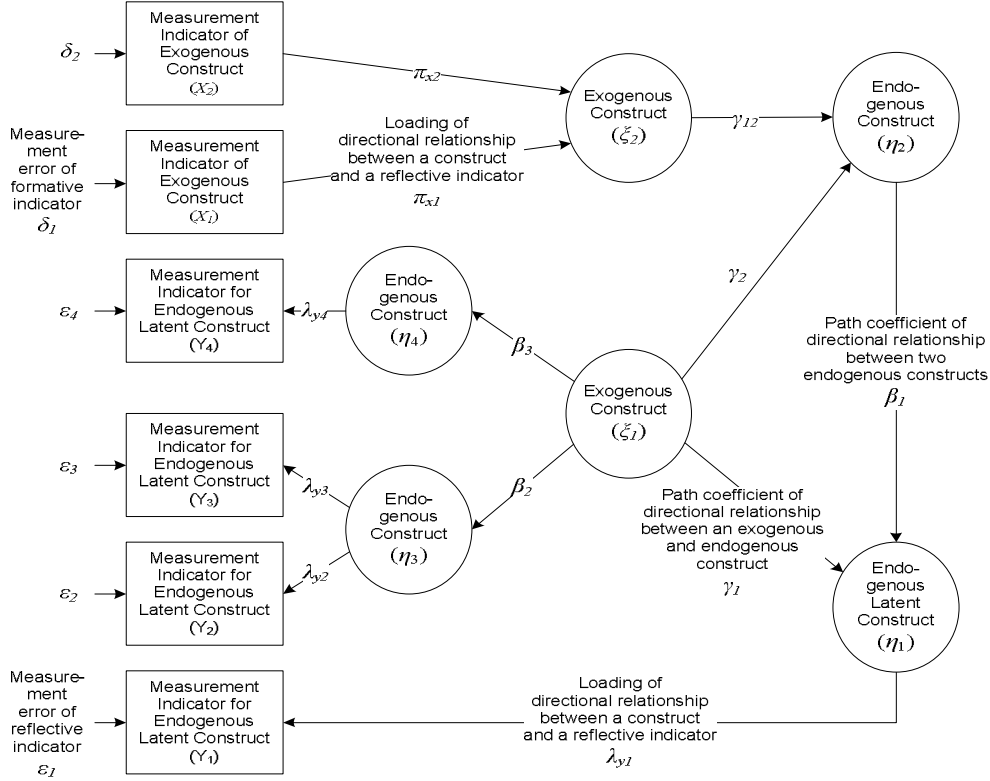 δ2
Measurement
Indicator of
Exogenous
Construct
(X2)
πx2
Exogenous
Construct
(ξ2)
γ12
Endo-
genous
Construct
(η2)
Measure-
ment
error of
formative
indicator
δ1
Measurement
Indicator of
Exogenous
Construct
(X1)
Loading of
directional relationship
between a construct
and a reflective indicator
πx1
ε4
Measurement
Indicator for
Endogenous
Latent Construct
(Y4)
λy4
Endo-
genous
Construct
(η4)
β3
γ2
Exogenous
Construct
(ξ1)
Path coefficient of
directional relationship
between two
endogenous constructs
β1
ε3
Measurement
Indicator for
Endogenous
Latent Construct
(Y3)
λy3
Endo-
genous
Construct
(η3)
β2
Path coefficient of
directional relationship
between an exogenous
and endogenous
construct
γ1
ε2
Measurement
Indicator for
Endogenous
Latent Construct
(Y2)
λy2
Endo-
genous
Latent
Construct
(η1)
Measure-
ment
error of
reflective
indicator
ε1
Measurement
Indicator for
Endogenous
Latent Construct
(Y1)
Loading of
directional relationship
between a construct
and a reflective indicator
λy1